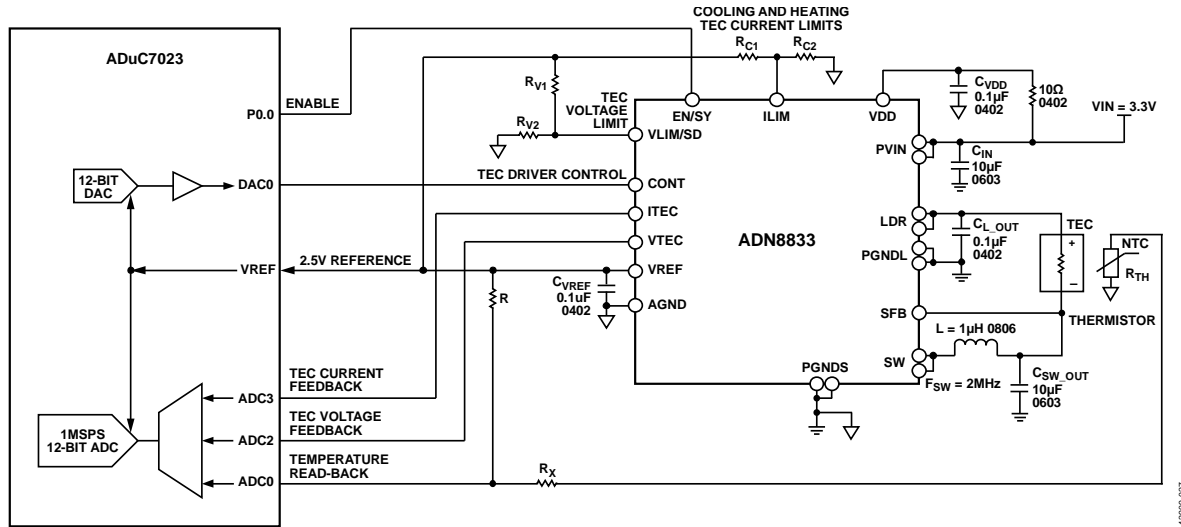 COOLING AND HEATING
TEC CURRENT LIMITS
RC1
RC2
ADuC7023
RV1
TEC
VOLTAGE
LIMIT
RV2
CVDD
0.1µF
0402
10Ω
0402
VIN = 3.3V
P0.0
ENABLE
EN/SY
ILIM
VDD
VLIM/SD
PVIN
CIN
10µF
0603
12-BIT
DAC
DAC0
TEC DRIVER CONTROL
CONT
ITEC
VTEC
ADN8833
LDR
PGNDL
CL_OUT
0.1µF
0402
TEC
+
–
NTC
RTH
VREF
2.5V REFERENCE
VREF
R
CVREF
0.1uF
0402
AGND
SFB
THERMISTOR
L = 1µH 0806
SW
PGNDS
FSW = 2MHz
CSW_OUT
10µF
0603
TEC CURRENT
FEEDBACK
ADC3
1MSPS
12-BIT ADC
TEC VOLTAGE
FEEDBACK
ADC2
TEMPERATURE
READ-BACK
ADC0
RX